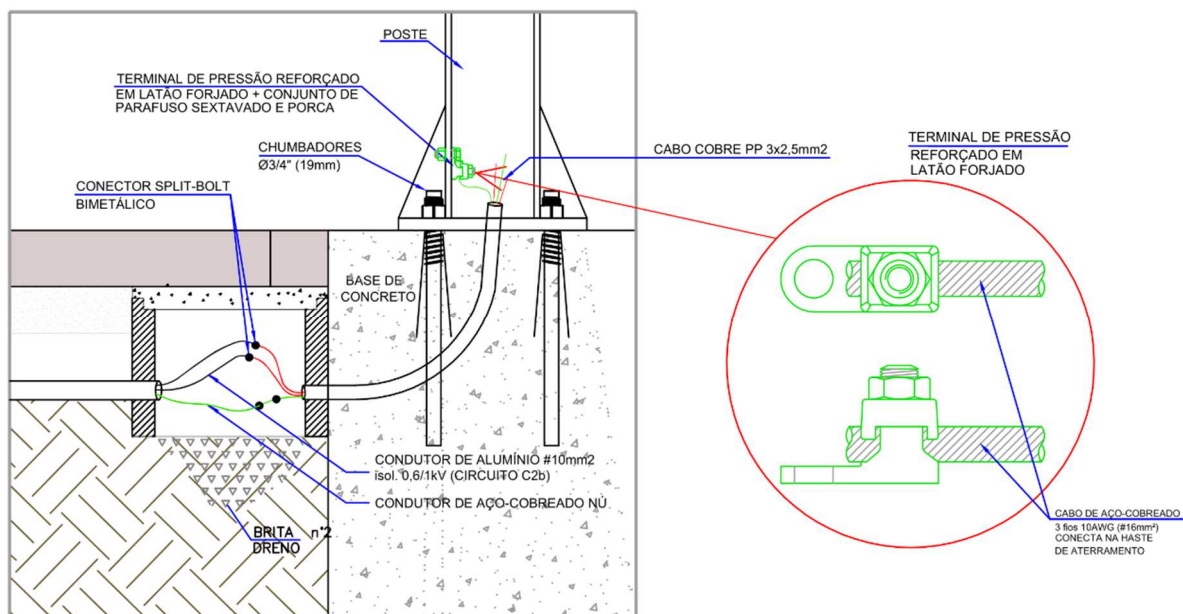 POSTE
TERMINAL DE PRESSÃO REFORÇADO
EM LATÃO FORJADO + CONJUNTO DE
PARAFUSO SEXTAVADO E PORCA
CHUMBADORES
Ø3/4" (19mm)
CABO COBRE PP 3x2,5mm2
CONECTOR SPLIT-BOLT
BIMETÁLICO
BASE DE
CONCRETO
CONDUTOR DE ALUMÍNIO #10mm2
isol. 0,6/1kV (CIRCUITO C2b)
CONDUTOR DE AÇO-COBREADO NÚ
BRITA n°2
DRENO
TERMINAL DE PRESSÃO
REFORÇADO EM
LATÃO FORJADO
CABO DE AÇO-COBREADO
3 fios 10AWG (#16mm²)
CONECTA NA HASTE
DE ATERRAMENTO